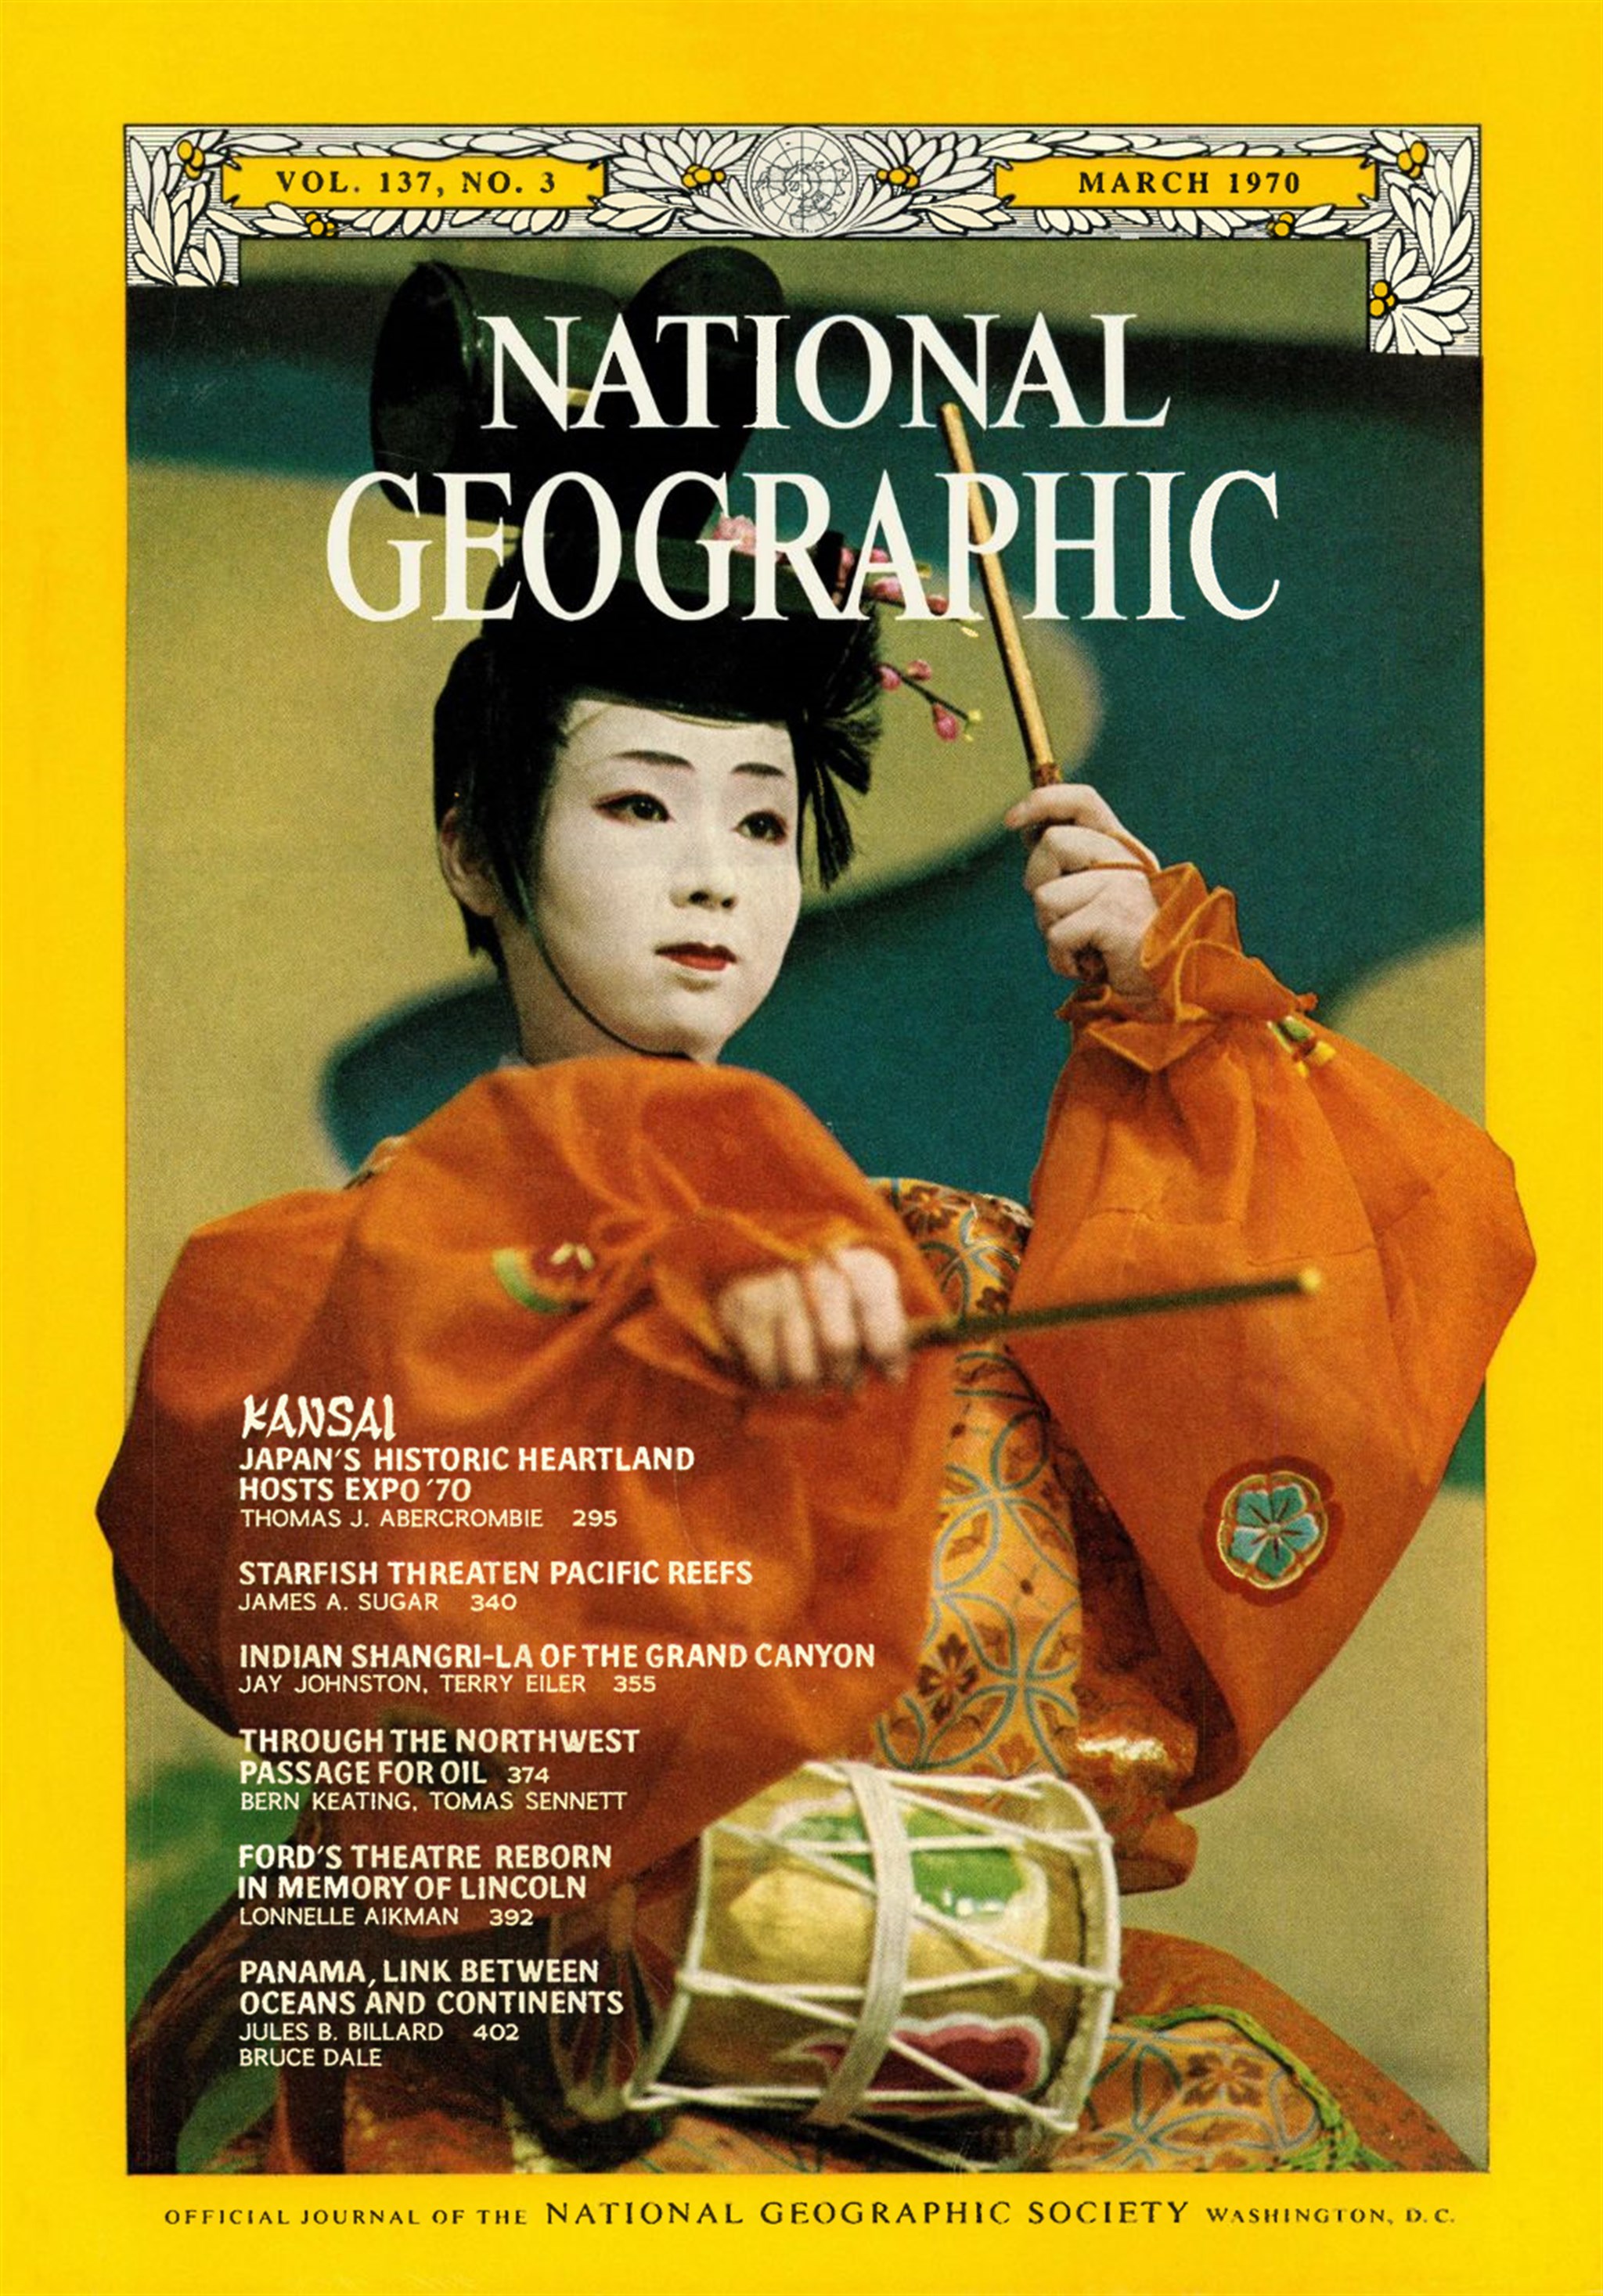 VOL. 137, NO. 3
MARCH 1970
NATIONAL
GEOGRAPHIC
KANSAI
JAPAN'S HISTORIC HEARTLAND
HOSTS EXPO '70
THOMAS J. ABERCROMBIE 295
STARFISH THREATEN PACIFIC REEFS
JAMES A. SUGAR 340
INDIAN SHANGRI-LA OF THE GRAND CANYON
JAY JOHNSTON, TERRY EILER 355
THROUGH THE NORTHWEST
PASSAGE FOR OIL 374
BERN KEATING, TOMAS SENNETT
FORD'S THEATRE REBORN
IN MEMORY OF LINCOLN
LONNELLE AIKMAN 392
PANAMA, LINK BETWEEN
OCEANS AND CONTINENTS
JULES B. BILLARD 402
BRUCE DALE
OFFICIAL JOURNAL OF THE NATIONAL GEOGRAPHIC SOCIETY WASHINGTON, D.C.